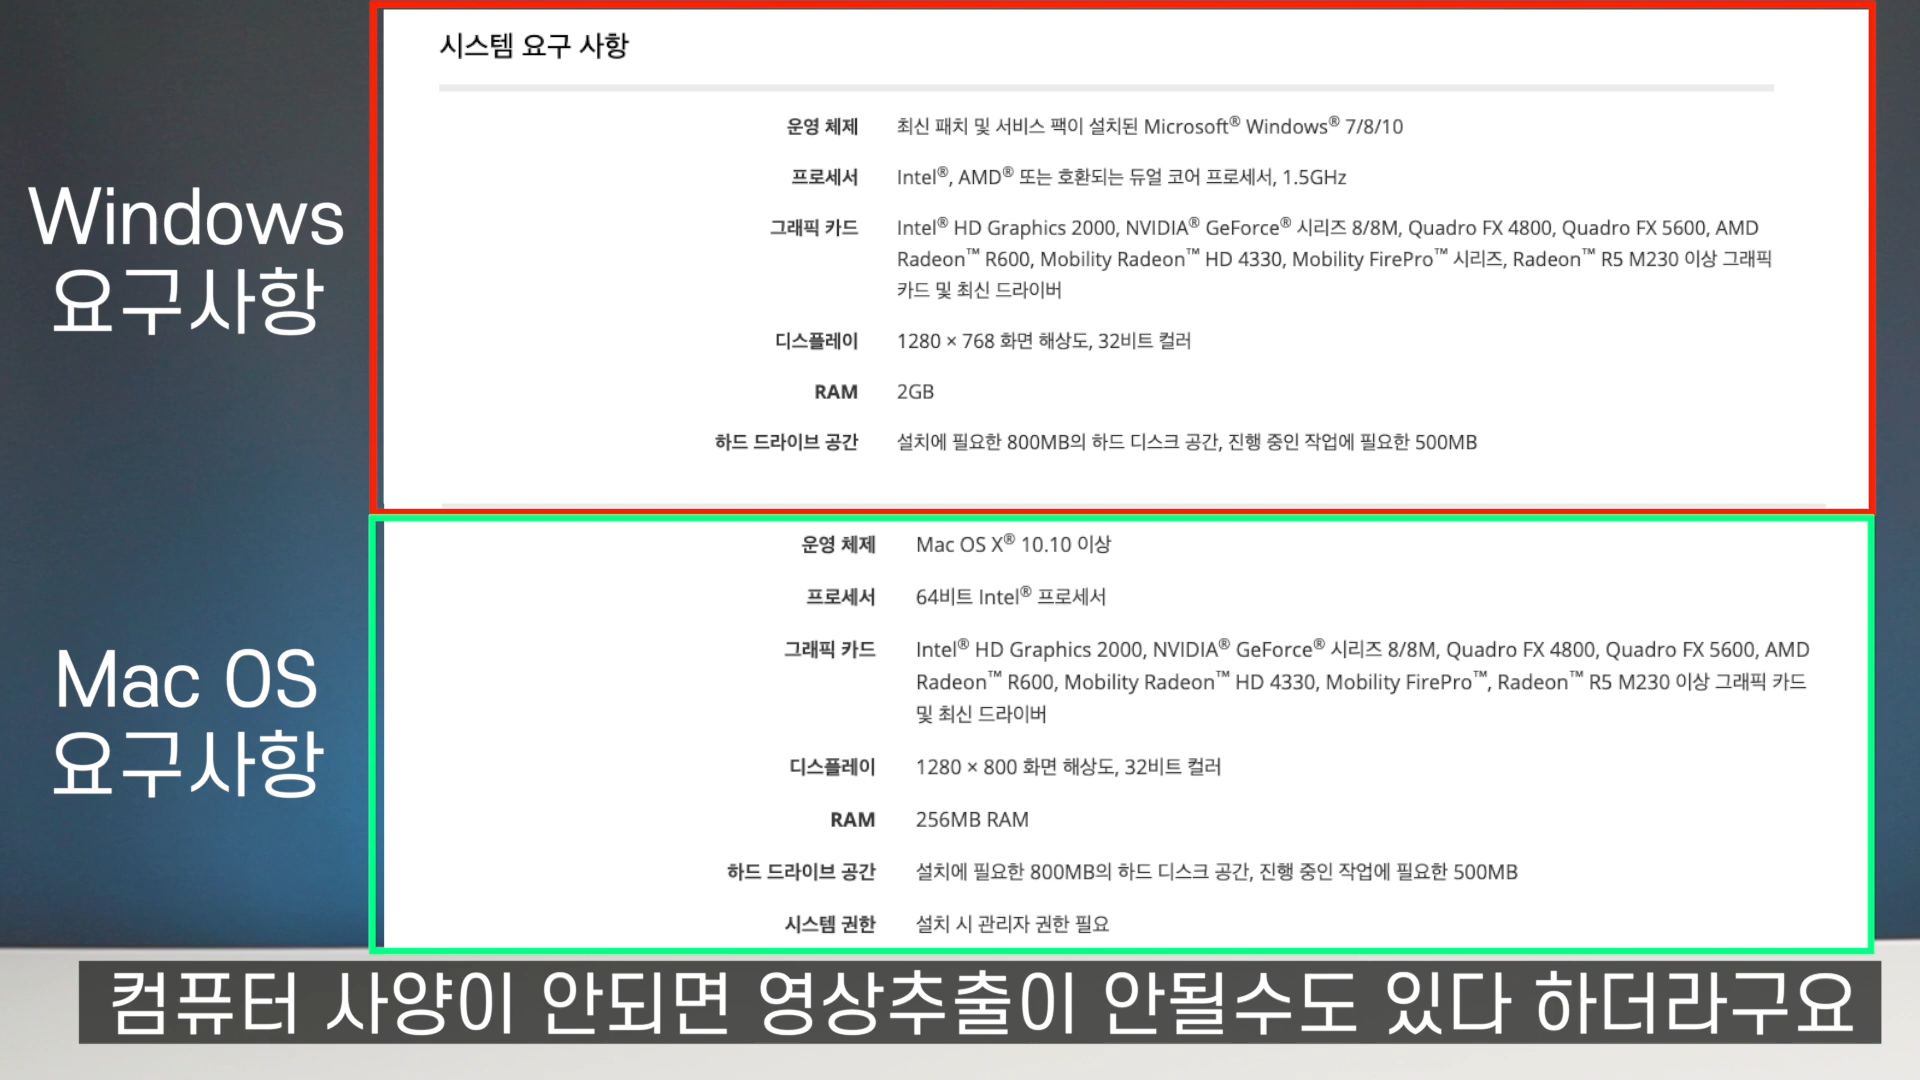 시스템 요구 사항
운영 체제 최신 패치 및 서비스 팩이 설치된 Microsoft® Windows® 7/8/10
프로세서 Intel®, AMD® 또는 호환되는 듀얼 코어 프로세서, 1.5GHz
그래픽 카드 Intel® HD Graphics 2000, NVIDIA® GeForce® 시리즈 8/8M, Quadro FX 4800, Quadro FX 5600, AMD
Radeon™ R600, Mobility Radeon™ HD 4330, Mobility FirePro™ 시리즈, Radeon™ R5 M230 이상 그래픽
카드 및 최신 드라이버
디스플레이 1280 × 768 화면 해상도, 32비트 컬러
RAM 2GB
하드 드라이브 공간 설치에 필요한 800MB의 하드 디스크 공간, 진행 중인 작업에 필요한 500MB
Windows
요구사항
운영 체제 Mac OS X® 10.10 이상
프로세서 64비트 Intel® 프로세서
그래픽 카드 Intel® HD Graphics 2000, NVIDIA® GeForce® 시리즈 8/8M, Quadro FX 4800, Quadro FX 5600, AMD
Radeon™ R600, Mobility Radeon™ HD 4330, Mobility FirePro™, Radeon™ R5 M230 이상 그래픽 카드
및 최신 드라이버
디스플레이 1280 × 800 화면 해상도, 32비트 컬러
RAM 256MB RAM
하드 드라이브 공간 설치에 필요한 800MB의 하드 디스크 공간, 진행 중인 작업에 필요한 500MB
시스템 권한 설치 시 관리자 권한 필요
Mac OS
요구사항
컴퓨터 사양이 안되면 영상추출이 안될수도 있다 하더라구요